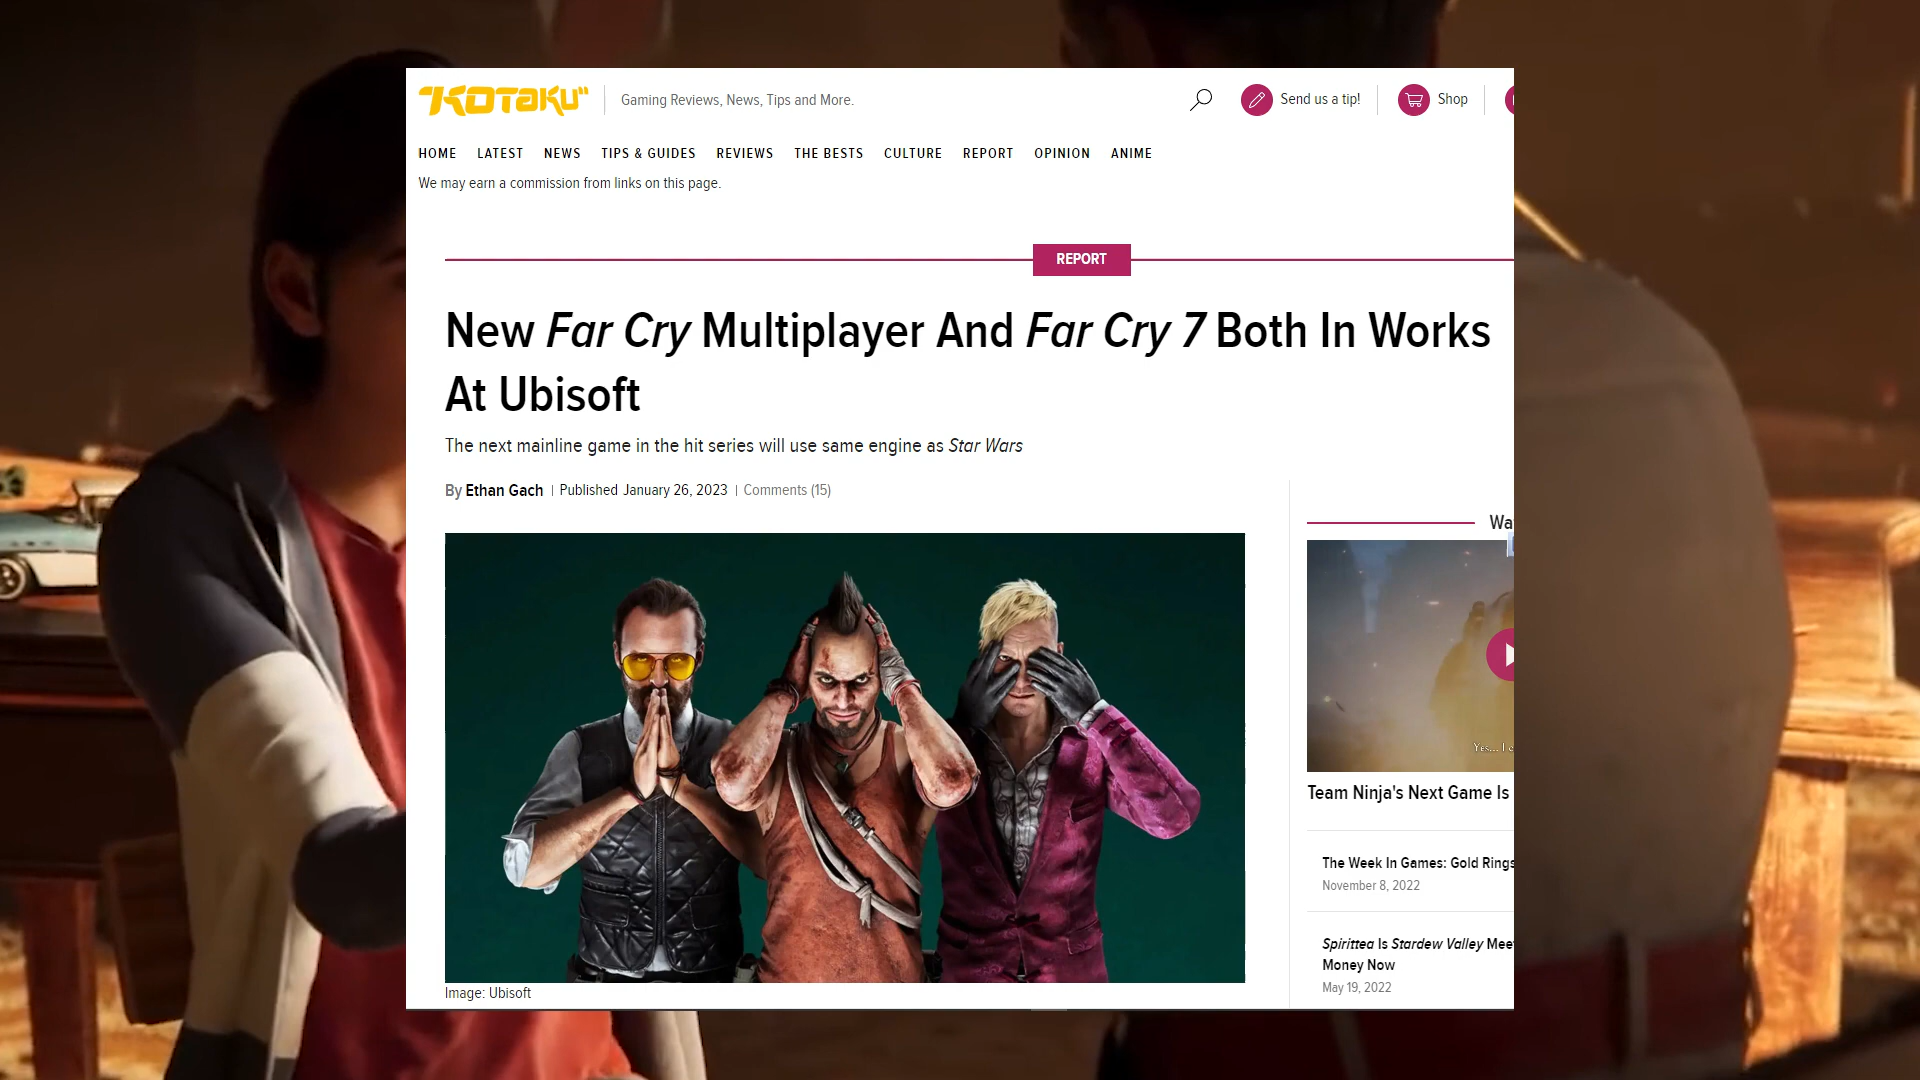 KOTaKU
Gaming Reviews, News, Tips and More.
Send us a tip!
Shop
HOME LATEST NEWS TIPS & GUIDES REVIEWS THE BESTS CULTURE REPORT OPINION ANIME
We may earn a commission from links on this page.
REPORT
New Far Cry Multiplayer And Far Cry 7 Both In Works
At Ubisoft
The next mainline game in the hit series will use same engine as Star Wars
By Ethan Gach | Published January 26, 2023 | Comments (15)
Image: Ubisoft
Yes... I
Team Ninja's Next Game Is
The Week In Games: Gold Rings
November 8, 2022
Spirittea Is Stardew Valley
Money Now
May 19, 2022